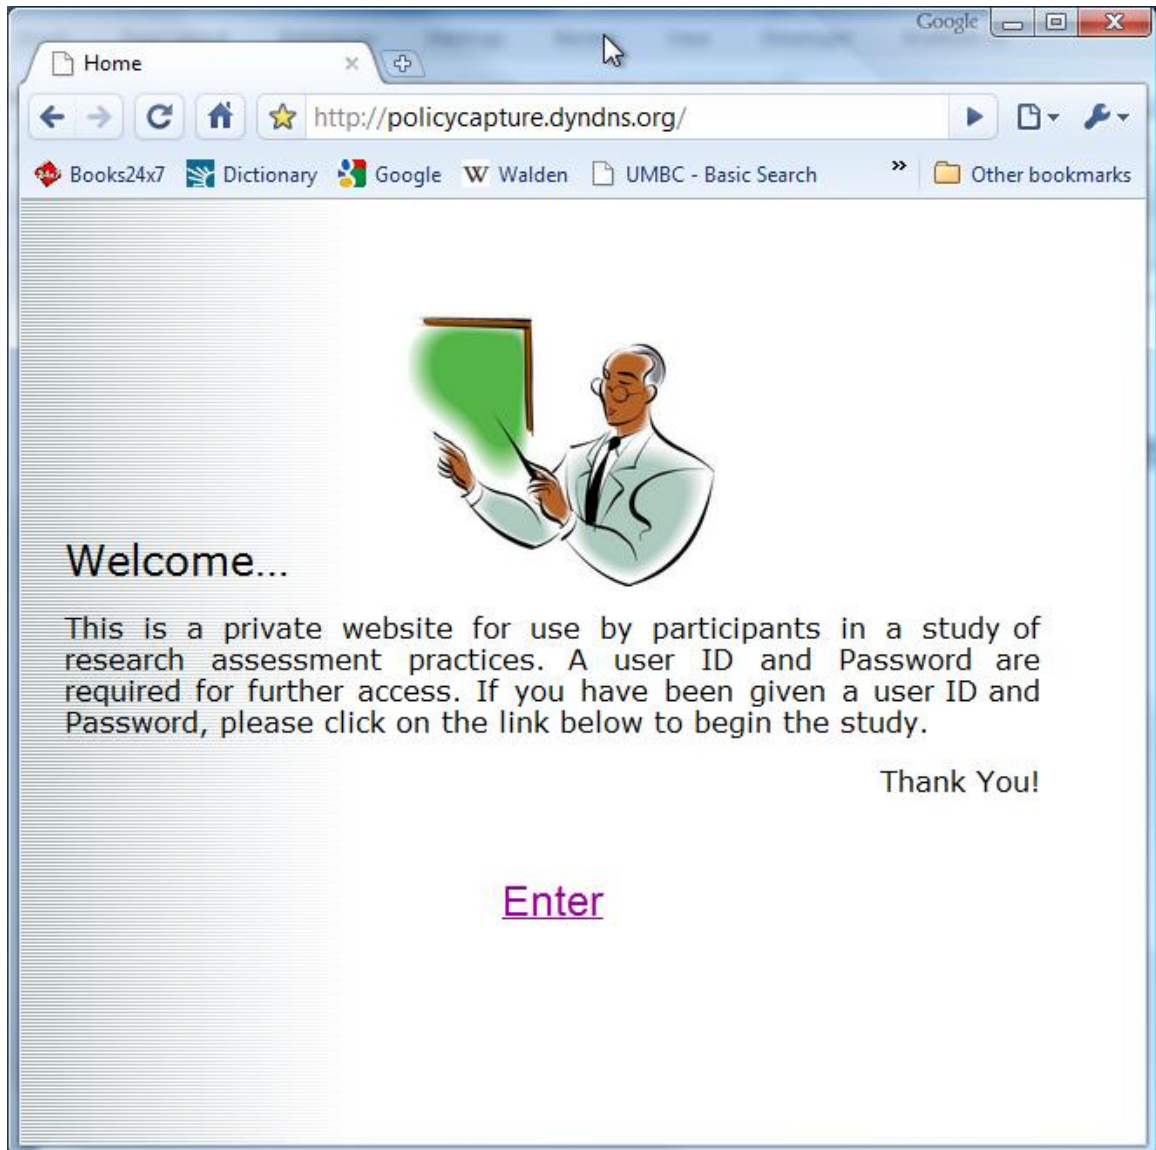 Google
Home
http://policycapture.dyndns.org/
Books24x7 Dictionary Google W Walden UMBC - Basic Search » Other bookmarks
Welcome...
This is a private website for use by participants in a study of
research assessment practices. A user ID and Password are
required for further access. If you have been given a user ID and
Password, please click on the link below to begin the study.
Thank You!
Enter